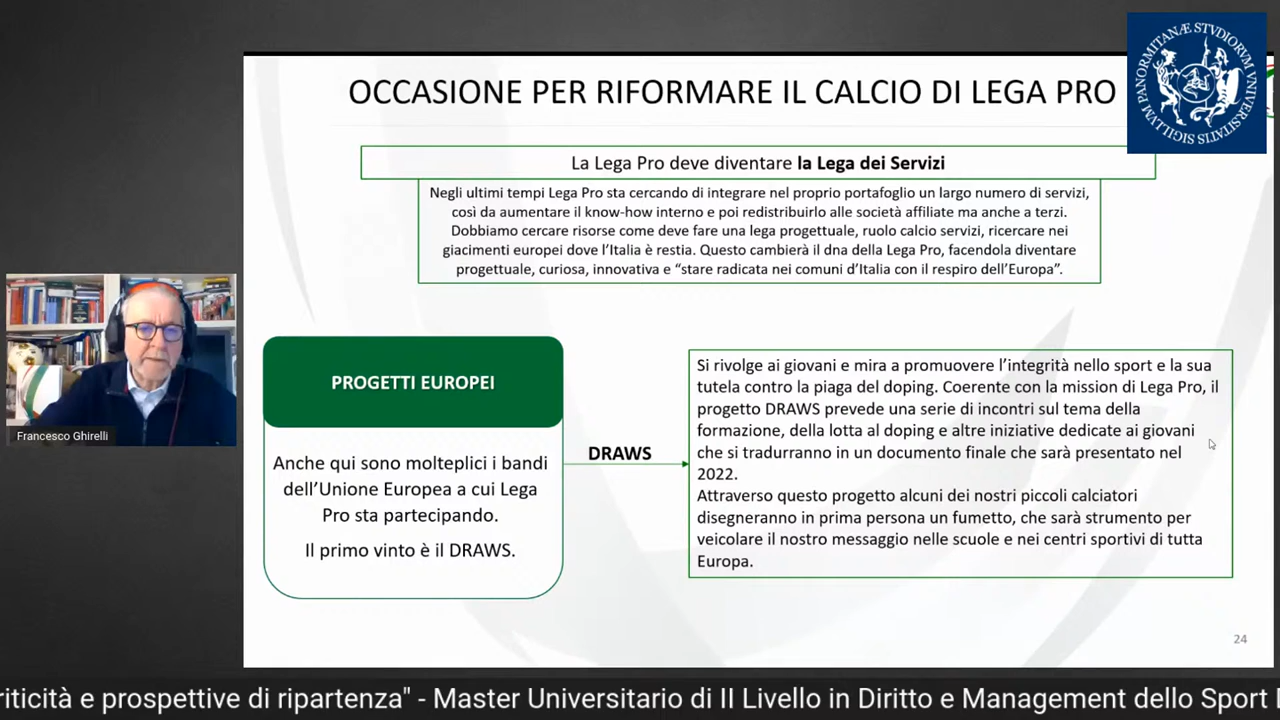 OCCASIONE PER RIFORMARE IL CALCIO DI LEGA PRO
SIGILLVM PANORMITANÆ STVDIORVM VNIVERSITATIS
La Lega Pro deve diventare la Lega dei Servizi
Negli ultimi tempi Lega Pro sta cercando di integrare nel proprio portafoglio un largo numero di servizi,
così da aumentare il know-how interno e poi redistribuirlo alle società affiliate ma anche a terzi.
Dobbiamo cercare risorse come deve fare una lega progettuale, ruolo calcio servizi, ricercare nei
giacimenti europei dove l’Italia è restia. Questo cambierà il dna della Lega Pro, facendola diventare
progettuale, curiosa, innovativa e “stare radicata nei comuni d’Italia con il respiro dell’Europa”.
Francesco Ghirelli
PROGETTI EUROPEI
Anche qui sono molteplici i bandi
dell’Unione Europea a cui Lega
Pro sta partecipando.
Il primo vinto è il DRAWS.
DRAWS
Si rivolge ai giovani e mira a promuovere l’integrità nello sport e la sua
tutela contro la piaga del doping. Coerente con la mission di Lega Pro, il
progetto DRAWS prevede una serie di incontri sul tema della
formazione, della lotta al doping e altre iniziative dedicate ai giovani
che si tradurranno in un documento finale che sarà presentato nel
2022.
Attraverso questo progetto alcuni dei nostri piccoli calciatori
disegneranno in prima persona un fumetto, che sarà strumento per
veicolare il nostro messaggio nelle scuole e nei centri sportivi di tutta
Europa.
24
riticità e prospettive di ripartenza" - Master Universitario di II Livello in Diritto e Management dello Sport